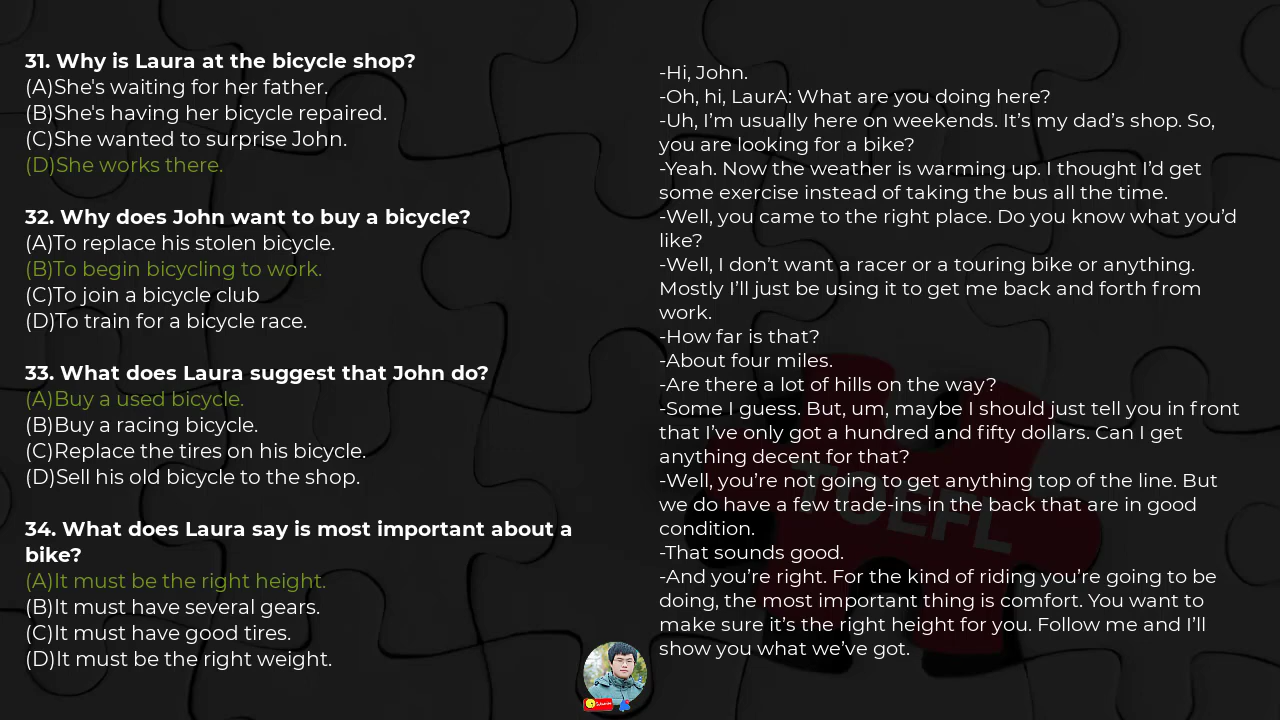 31. Why is Laura at the bicycle shop?
(A)She's waiting for her father.
(B)She's having her bicycle repaired.
(C)She wanted to surprise John.
(D)She works there.
32. Why does John want to buy a bicycle?
(A)To replace his stolen bicycle.
(B)To begin bicycling to work.
(C)To join a bicycle club
(D)To train for a bicycle race.
33. What does Laura suggest that John do?
(A)Buy a used bicycle.
(B)Buy a racing bicycle.
(C)Replace the tires on his bicycle.
(D)Sell his old bicycle to the shop.
34. What does Laura say is most important about a
bike?
(A)It must be the right height.
(B)It must have several gears.
(C)It must have good tires.
(D)It must be the right weight.
-Hi, John.
-Oh, hi, LaurA: What are you doing here?
-Uh, I’m usually here on weekends. It’s my dad’s shop. So,
you are looking for a bike?
-Yeah. Now the weather is warming up. I thought I’d get
some exercise instead of taking the bus all the time.
-Well, you came to the right place. Do you know what you’d
like?
-Well, I don’t want a racer or a touring bike or anything.
Mostly I’ll just be using it to get me back and forth from
work.
-How far is that?
-About four miles.
-Are there a lot of hills on the way?
-Some I guess. But, um, maybe I should just tell you in front
that I’ve only got a hundred and fifty dollars. Can I get
anything decent for that?
-Well, you’re not going to get anything top of the line. But
we do have a few trade-ins in the back that are in good
condition.
-That sounds good.
-And you’re right. For the kind of riding you’re going to be
doing, the most important thing is comfort. You want to
make sure it’s the right height for you. Follow me and I’ll
show you what we’ve got.
TOEFL
Subscribe